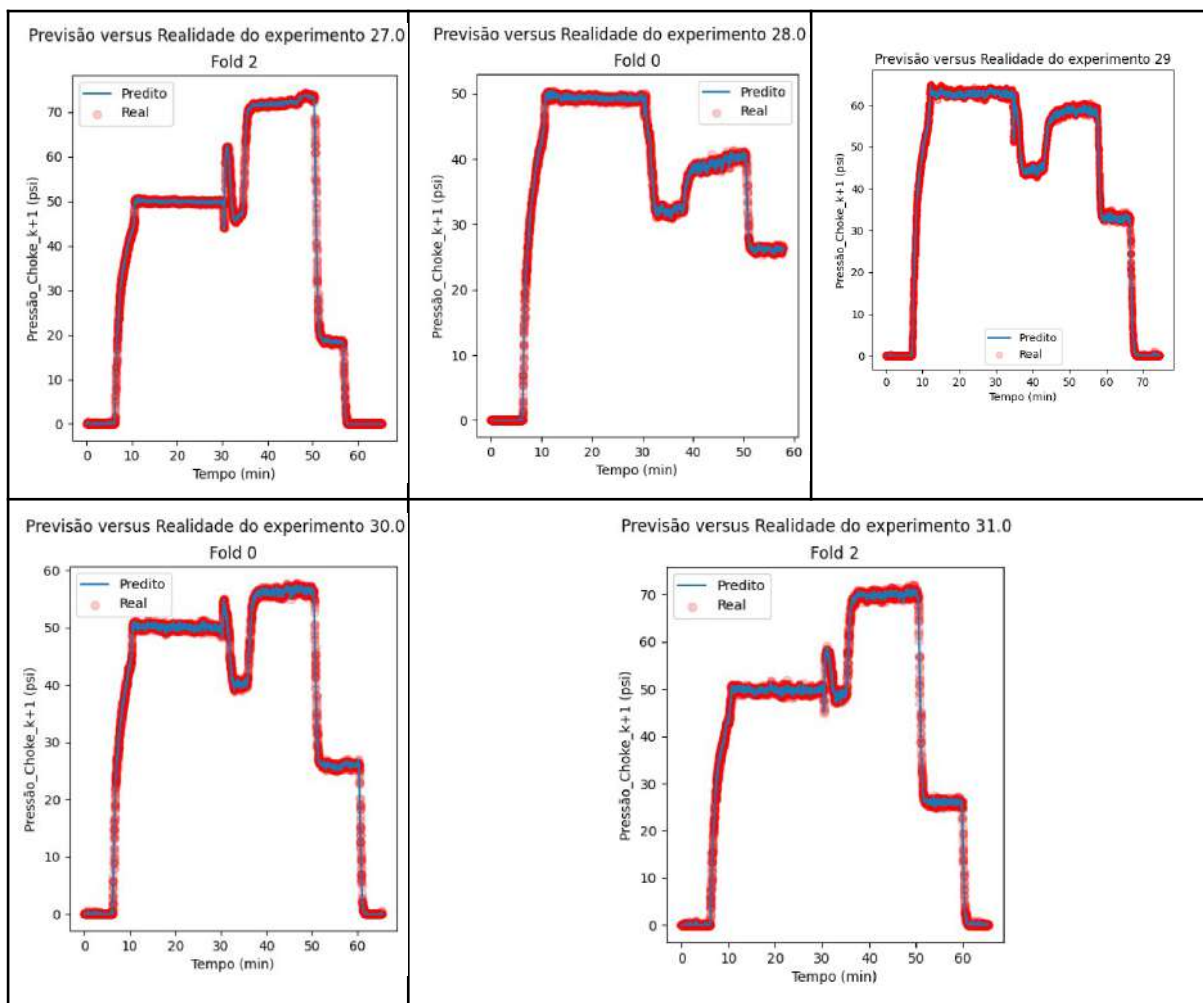 Previsão versus Realidade do experimento 27.0
Fold 2
Predito
Real
Pressão_Choke_k+1 (psi)
70
60
50
40
30
20
10
0
0 10 20 30 40 50 60
Tempo (min)
Previsão versus Realidade do experimento 28.0
Fold 0
Predito
Real
Pressão_Choke_k+1 (psi)
50
40
30
20
10
0
0 10 20 30 40 50 60
Tempo (min)
Previsão versus Realidade do experimento 29
Pressão_Choke_k+1 (psi)
60
50
40
30
20
10
0
Predito
Real
0 10 20 30 40 50 60 70
Tempo (min)
Previsão versus Realidade do experimento 30.0
Fold 0
Predito
Real
Pressão_Choke_k+1 (psi)
60
50
40
30
20
10
0
0 10 20 30 40 50 60
Tempo (min)
Previsão versus Realidade do experimento 31.0
Fold 2
Predito
Real
Pressão_Choke_k+1 (psi)
70
60
50
40
30
20
10
0
0 10 20 30 40 50 60
Tempo (min)